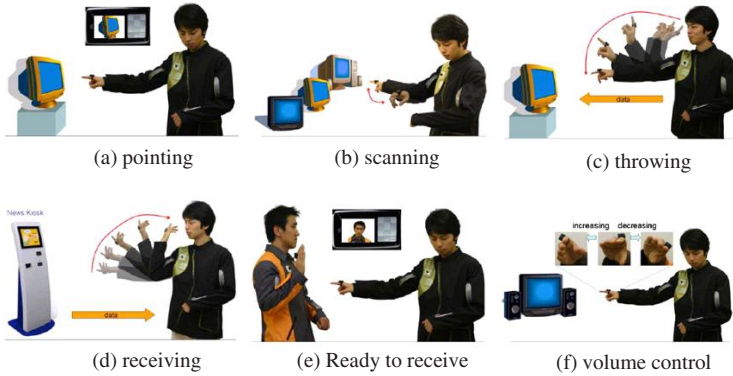 data
(a) pointing
(b) scanning
(c) throwing
News Kiosk
increasing decreasing
data
(d) receiving
(e) Ready to receive
(f) volume control